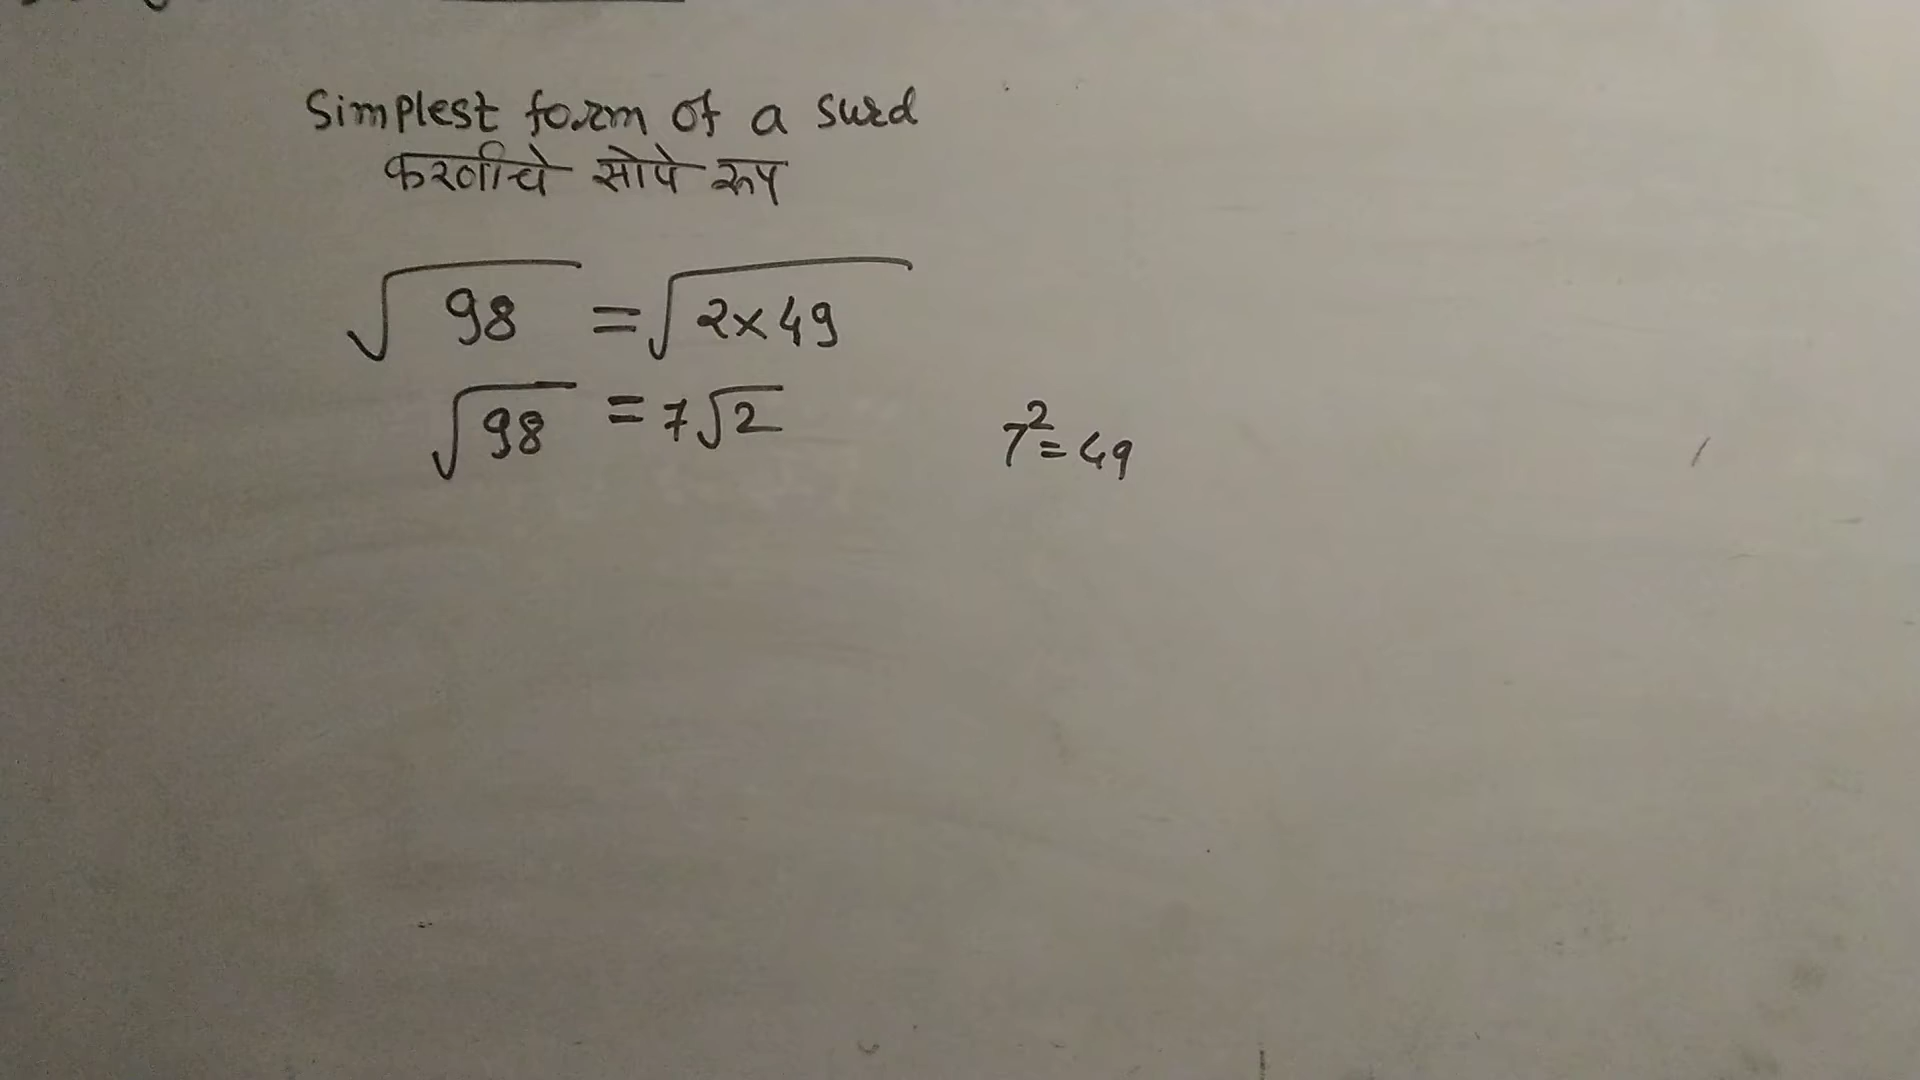 Simplest form of a surd
करणीचे सोपे रूप
√98 = √2×49
√98 = 7√2
7²= 49